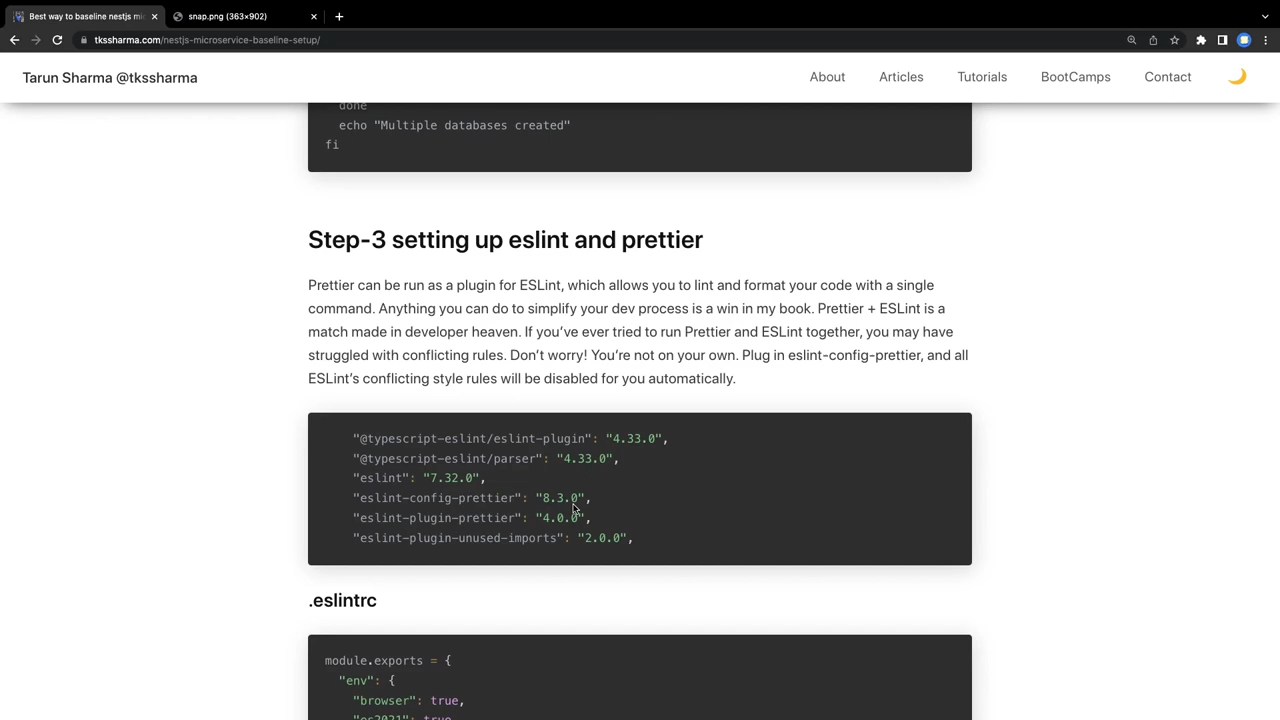 Best way to baseline nestjs mi
snap.png (363×902)
tkssharma.com/nestjs-microservice-baseline-setup/
Tarun Sharma @tkssharma
About
Articles
Tutorials
BootCamps
Contact
done
echo "Multiple databases created"
fi
Step-3 setting up eslint and prettier
Prettier can be run as a plugin for ESLint, which allows you to lint and format your code with a single
command. Anything you can do to simplify your dev process is a win in my book. Prettier + ESLint is a
match made in developer heaven. If you’ve ever tried to run Prettier and ESLint together, you may have
struggled with conflicting rules. Don’t worry! You’re not on your own. Plug in eslint-config-prettier, and all
ESLint’s conflicting style rules will be disabled for you automatically.
"@typescript-eslint/eslint-plugin": "4.33.0",
"@typescript-eslint/parser": "4.33.0",
"eslint": "7.32.0",
"eslint-config-prettier": "8.3.0",
"eslint-plugin-prettier": "4.0.0",
"eslint-plugin-unused-imports": "2.0.0",
.eslintrc
module.exports = {
"env": {
"browser": true,
"es2021": true,